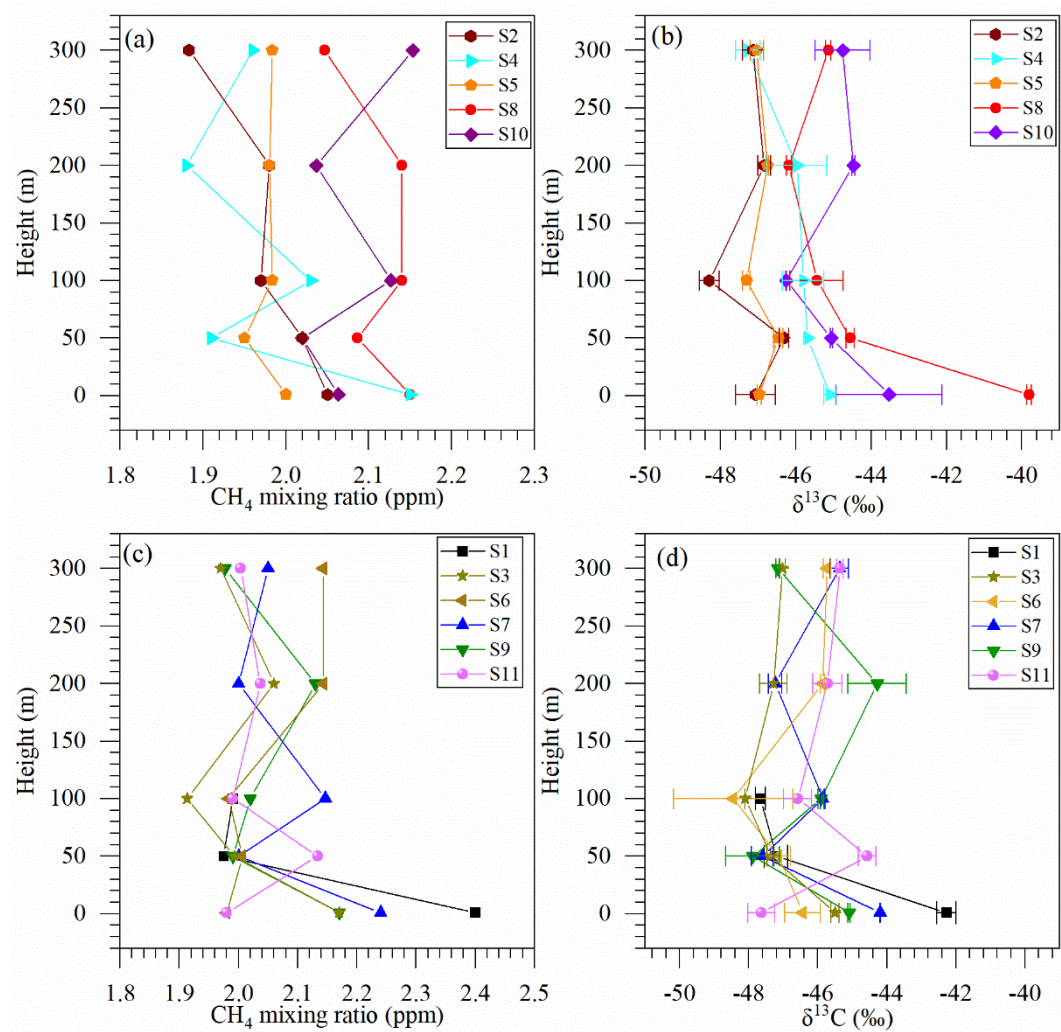 (a)
S2
S4
S5
S8
S10
300
250
200
150
100
50
0
Height (m)
1.8 1.9 2.0 2.1 2.2 2.3
CH₄ mixing ratio (ppm)
(b)
S2
S4
S5
S8
S10
300
250
200
150
100
50
0
Height (m)
-50 -48 -46 -44 -42 -40
δ¹³C (‰)
(c)
S1
S3
S6
S7
S9
S11
300
250
200
150
100
50
0
Height (m)
1.8 1.9 2.0 2.1 2.2 2.3 2.4 2.5
CH₄ mixing ratio (ppm)
(d)
S1
S3
S6
S7
S9
S11
300
250
200
150
100
50
0
Height (m)
-50 -48 -46 -44 -42 -40
δ¹³C (‰)